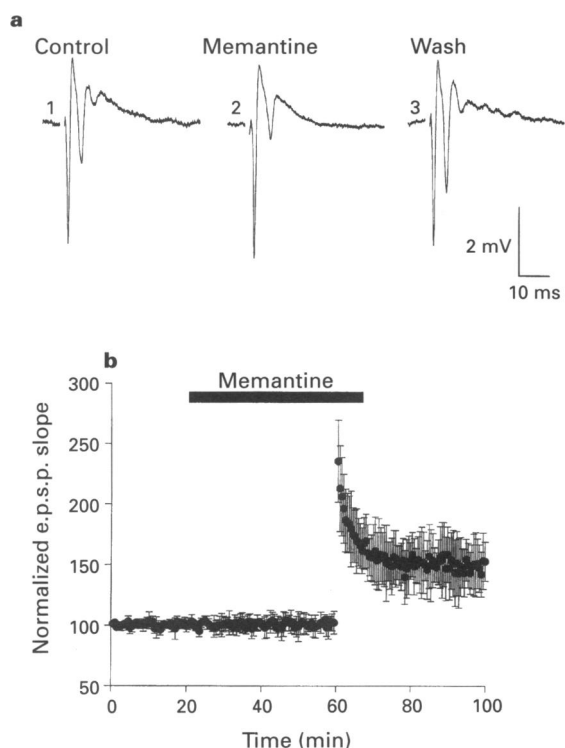 a
Control Memantine Wash
1 2 3
2 mV
10 ms
b
Memantine
300
250
200
150
100
50
0 20 40 60 80 100
Normalized e.p.s.p. slope
Time (min)